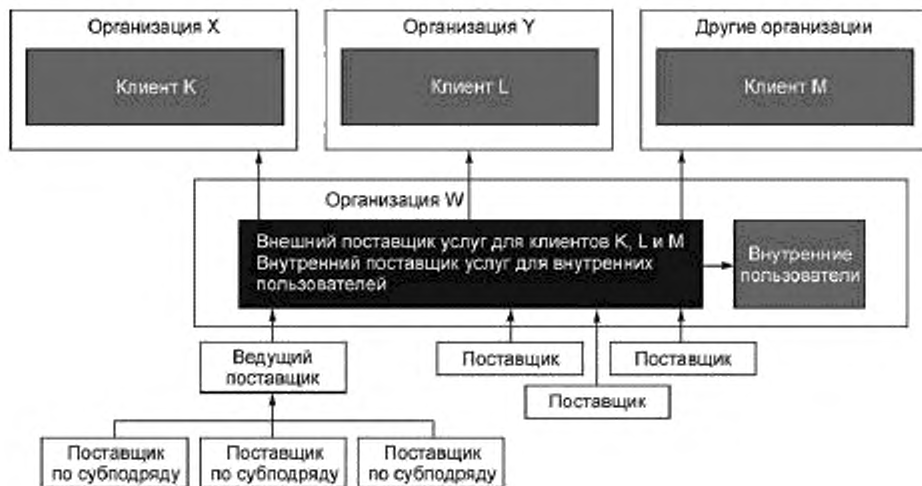 Организация X
Организация Y
Другие организации
Клиент K
Клиент L
Клиент M
Организация W
Внешний поставщик услуг для клиентов K, L и M
Внутренний поставщик услуг для внутренних
пользователей
Внутренние
пользователи
Ведущий
поставщик
Поставщик
Поставщик
Поставщик
Поставщик
по субподряду
Поставщик
по субподряду
Поставщик
по субподряду